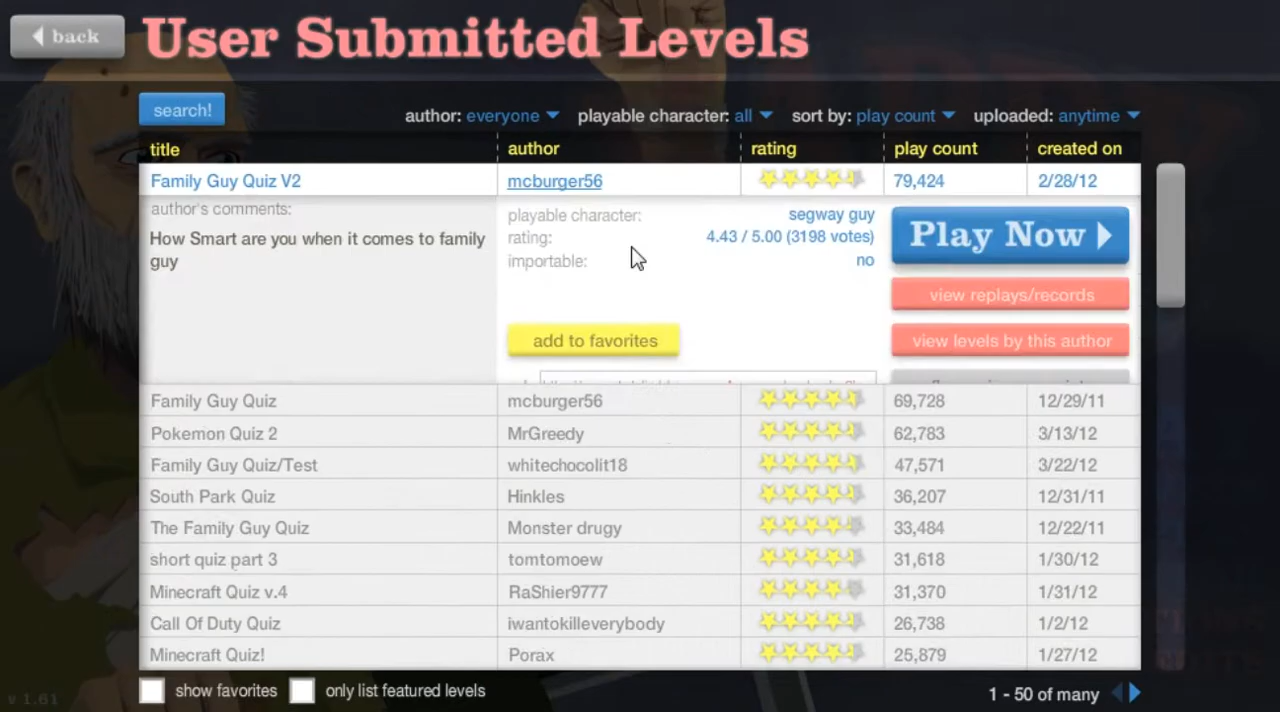 back
User Submitted Levels
search!
author: everyone
playable character: all
sort by: play count
uploaded: anytime
title author rating play count created on
Family Guy Quiz V2 mcburger56 79,424 2/28/12
author's comments:
How Smart are you when it comes to family
guy
playable character: segway guy
rating: 4.43 / 5.00 (3198 votes)
importable: no
add to favorites
Play Now
view replays/records
view levels by this author
Family Guy Quiz mcburger56 69,728 12/29/11
Pokemon Quiz 2 MrGreedy 62,783 3/13/12
Family Guy Quiz/Test whitechocolit18 47,571 3/22/12
South Park Quiz Hinkles 36,207 12/31/11
The Family Guy Quiz Monster drugy 33,484 12/22/11
short quiz part 3 tomtomoew 31,618 1/30/12
Minecraft Quiz v.4 RaShier9777 31,370 1/31/12
Call Of Duty Quiz iwantokilleverybody 26,738 1/2/12
Minecraft Quiz! Porax 25,879 1/27/12
show favorites
only list featured levels
1 - 50 of many
v 1.61